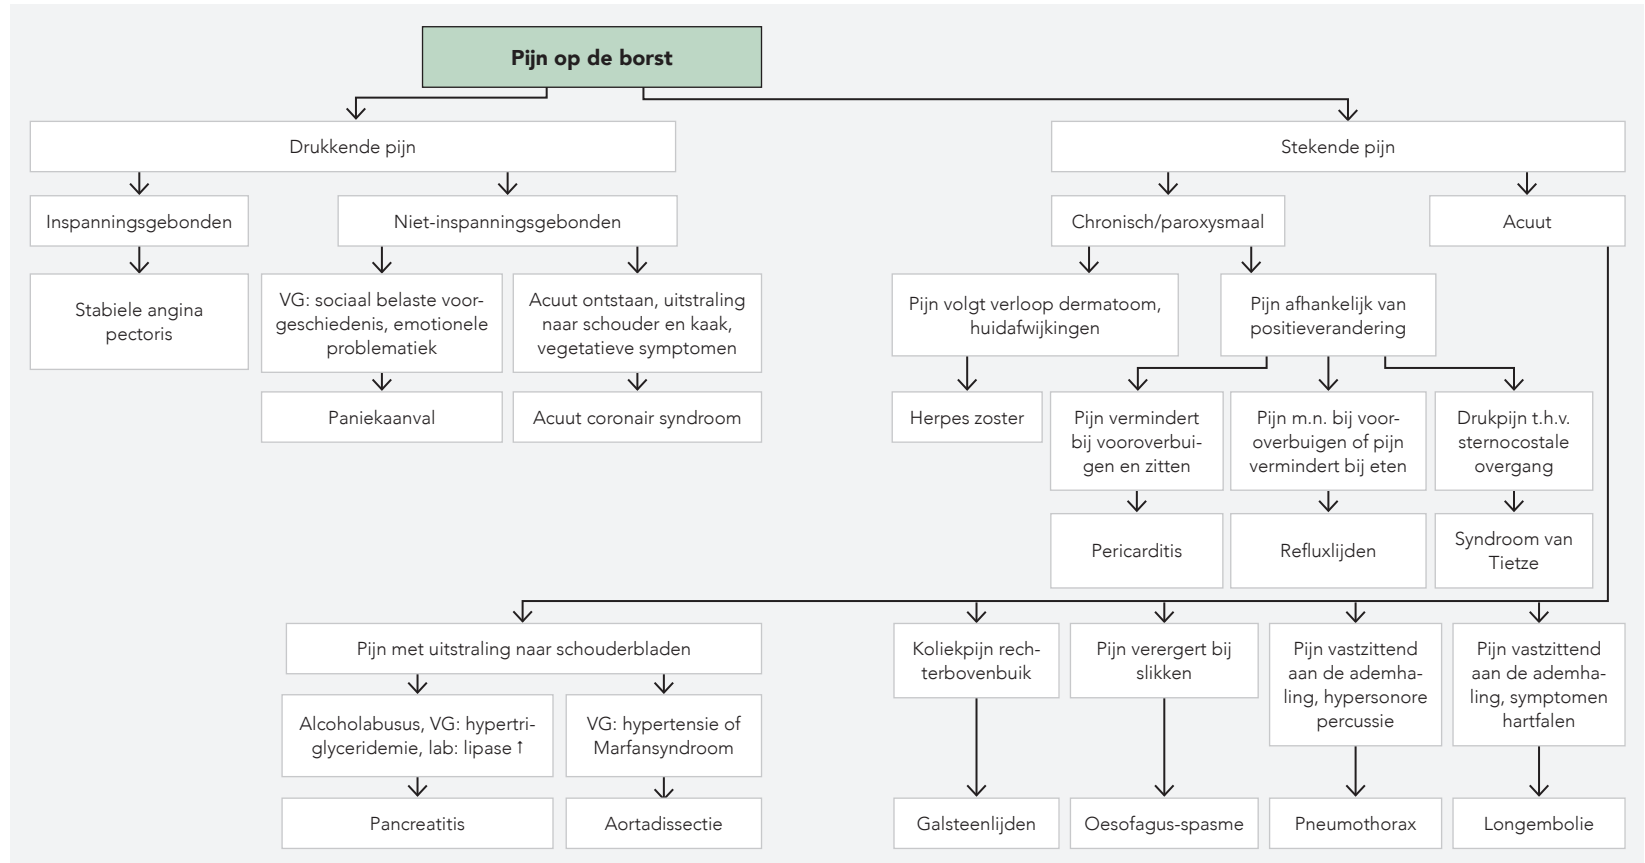 Pijn op de borst
Drukkende pijn
Stekende pijn
Inspanningsgebonden
Niet-inspanningsgebonden
Chronisch/paroxysmaal
Acuut
Stabiele angina
pectoris
VG: sociaal belaste voor-
geschiedenis, emotionele
problematiek
Acuut ontstaan, uitstraling
naar schouder en kaak,
vegetatieve symptomen
Pijn volgt verloop dermatoom,
huidafwijkingen
Pijn afhankelijk van
positieverandering
Paniekaanval
Acuut coronair syndroom
Herpes zoster
Pijn vermindert
bij vooroverbui-
gen en zitten
Pijn m.n. bij voor-
overbuigen of pijn
vermindert bij eten
Drukpijn t.h.v.
sternocostale
overgang
Pericarditis
Refluxlijden
Syndroom van
Tietze
Pijn met uitstraling naar schouderbladen
Koliekpijn rech-
terbovenbuik
Pijn verergert bij
slikken
Pijn vastzittend
aan de ademha-
ling, hypersonore
percussie
Pijn vastzittend
aan de ademha-
ling, symptomen
hartfalen
Alcoholabusus, VG: hypertri-
glyceridemie, lab: lipase ↑
VG: hypertensie of
Marfansyndroom
Pancreatitis
Aortadissectie
Galsteenlijden
Oesofagus-spasme
Pneumothorax
Longembolie